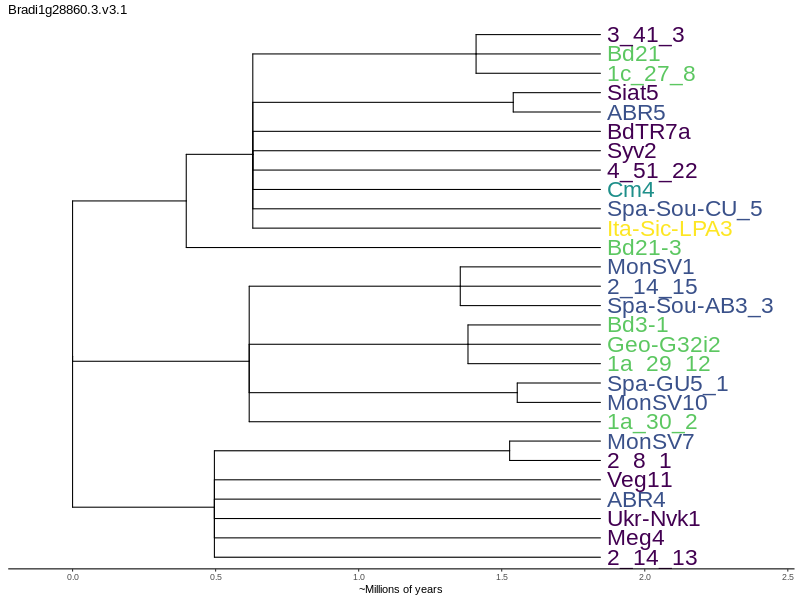 Bradi1g28860.3.v3.1
3_41_3
Bd21
1c_27_8
Siat5
ABR5
BdTR7a
Syv2
4_51_22
Cm4
Spa-Sou-CU_5
Ita-Sic-LPA3
Bd21-3
MonSV1
2_14_15
Spa-Sou-AB3_3
Bd3-1
Geo-G32i2
1a_29_12
Spa-GU5_1
MonSV10
1a_30_2
MonSV7
2_8_1
Veg11
ABR4
Ukr-Nvk1
Meg4
2_14_13
0.0 0.5 1.0 1.5 2.0 2.5
~Millions of years